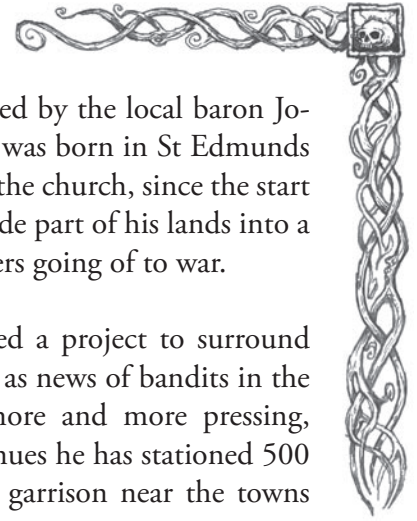 ed by the local baron Jo-
was born in St Edmunds
the church, since the start
de part of his lands into a
ers going of to war.
ed a project to surround
as news of bandits in the
nore and more pressing,
nues he has stationed 500
garrison near the towns